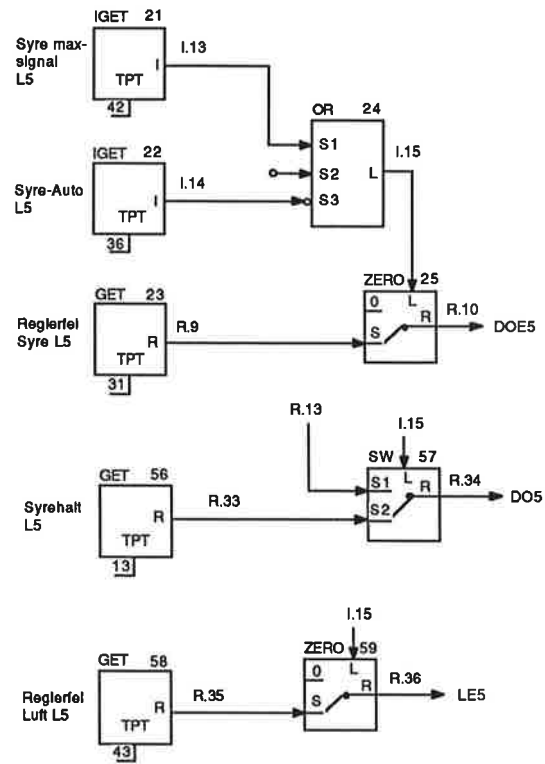 IGET 21
Syre max-
signal
L5
I
TPT
42
I.13
OR 24
S1
S2
S3
L
I.15
IGET 22
Syre-Auto
L5
I
TPT
36
I.14
ZERO 25
0
L
R
S
R.10
DOE5
GET 23
Reglerfel
Syre L5
R
TPT
31
R.9
R.13
I.15
SW 57
S1
L
R
S2
R.34
DO5
GET 56
Syrehalt
L5
R
TPT
13
R.33
I.15
ZERO 59
0
L
R
S
R.36
LE5
GET 58
Reglerfel
Luft L5
R
TPT
43
R.35